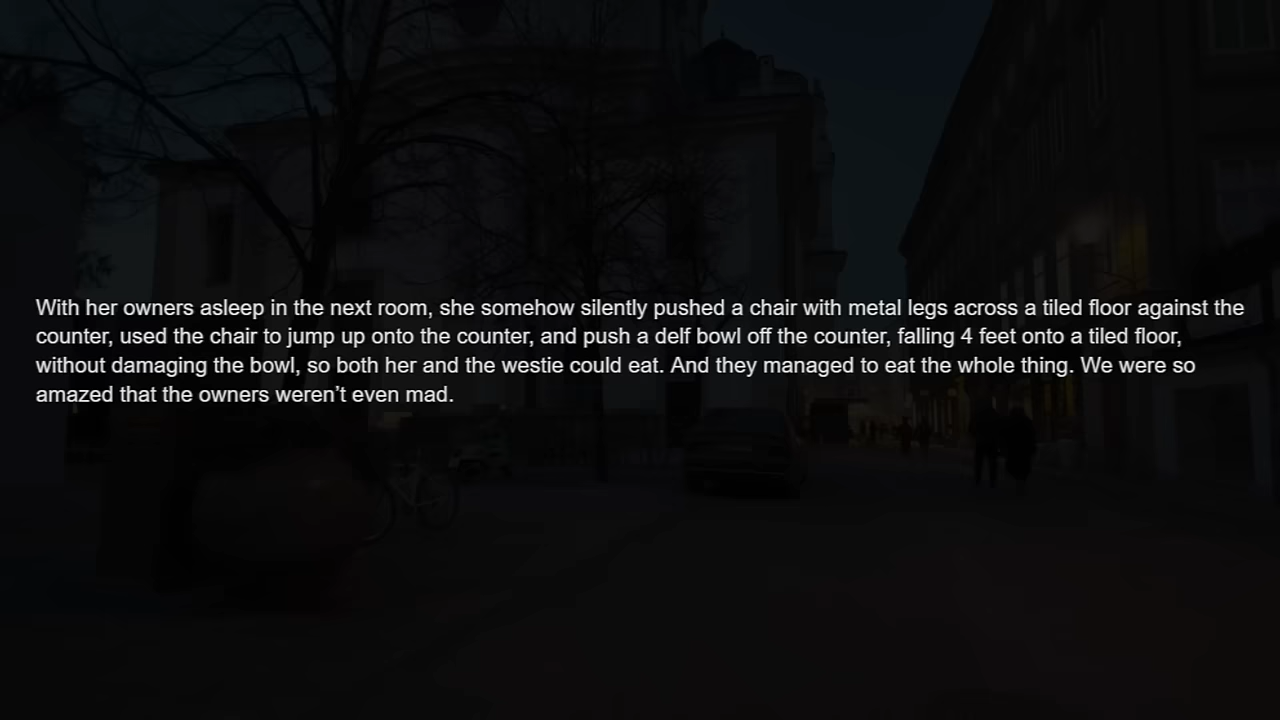 With her owners asleep in the next room, she somehow silently pushed a chair with metal legs across a tiled floor against the
counter, used the chair to jump up onto the counter, and push a delf bowl off the counter, falling 4 feet onto a tiled floor,
without damaging the bowl, so both her and the westie could eat. And they managed to eat the whole thing. We were so
amazed that the owners weren’t even mad.